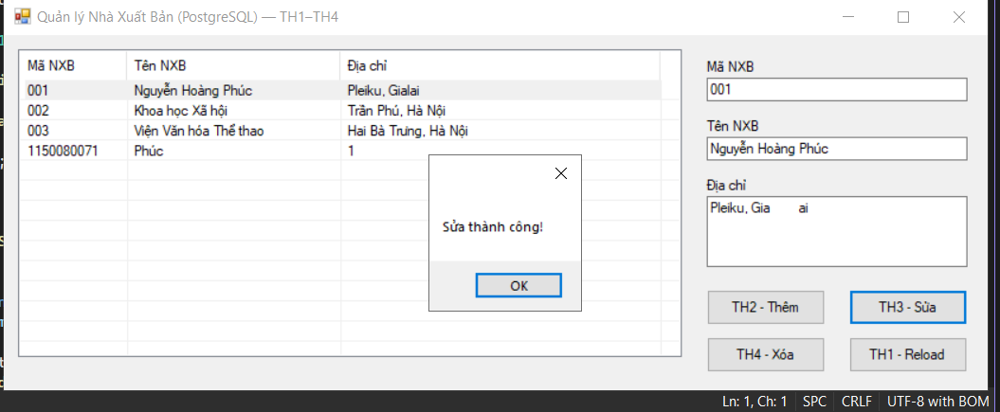 Quản lý Nhà Xuất Bản (PostgreSQL) — TH1–TH4
Mã NXB Tên NXB Địa chỉ
001 Nguyễn Hoàng Phúc Pleiku, Gialai
002 Khoa học Xã hội Trần Phú, Hà Nội
003 Viện Văn hóa Thể thao Hai Bà Trưng, Hà Nội
1150080071 Phúc 1
Sửa thành công!
OK
Mã NXB
001
Tên NXB
Nguyễn Hoàng Phúc
Địa chỉ
Pleiku, Gia ai
TH2 - Thêm TH3 - Sửa
TH4 - Xóa TH1 - Reload
Ln: 1, Ch: 1 SPC CRLF UTF-8 with BOM